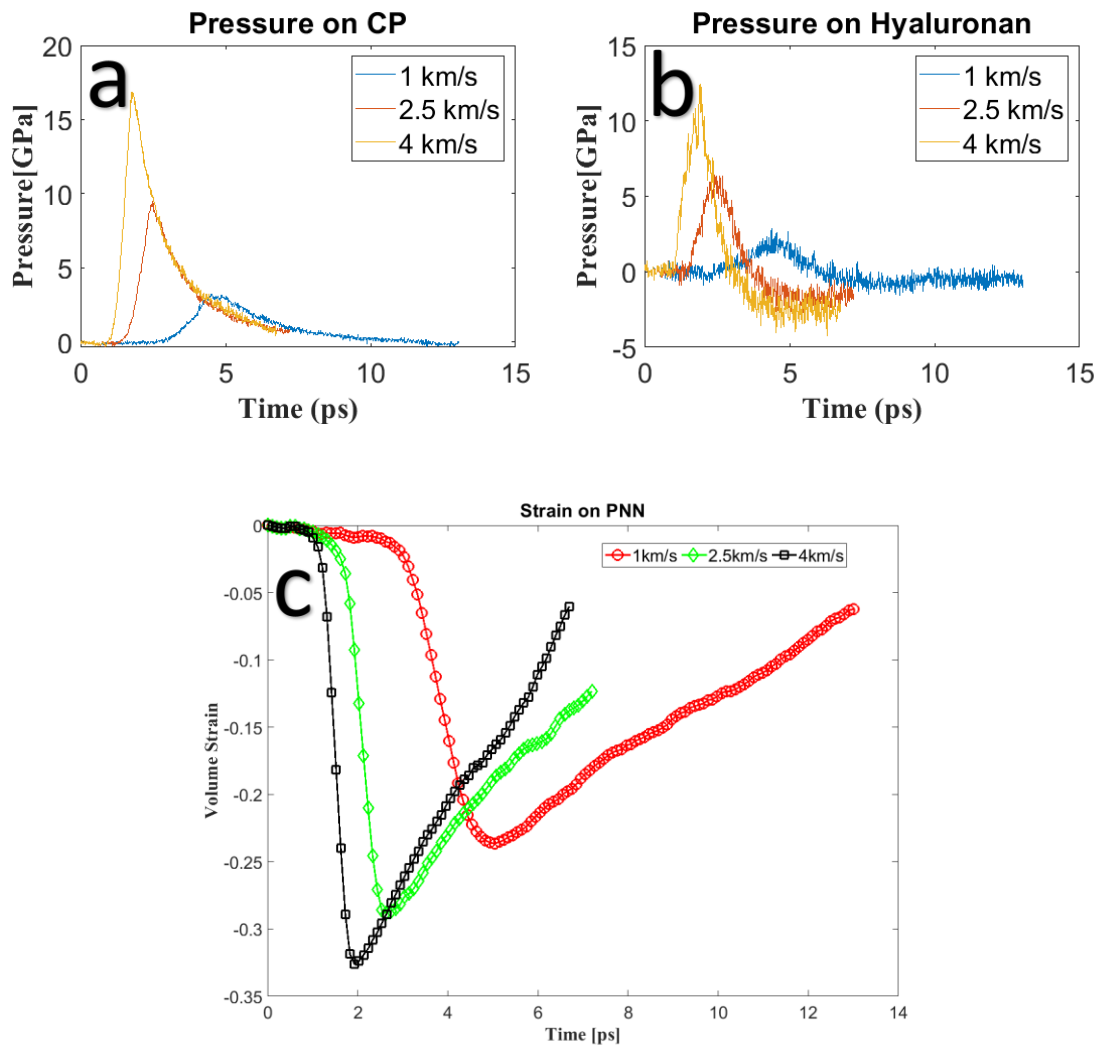 Pressure on CP
a
1 km/s
2.5 km/s
4 km/s
20
15
10
5
0
Pressure[GPa]
0 5 10 15
Time (ps)
Pressure on Hyaluronan
b
1 km/s
2.5 km/s
4 km/s
15
10
5
0
-5
Pressure[GPa]
0 5 10 15
Time (ps)
Strain on PNN
c
1km/s 2.5km/s 4km/s
0
-0.05
-0.1
-0.15
-0.2
-0.25
-0.3
-0.35
Volume Strain
0 2 4 6 8 10 12 14
Time [ps]